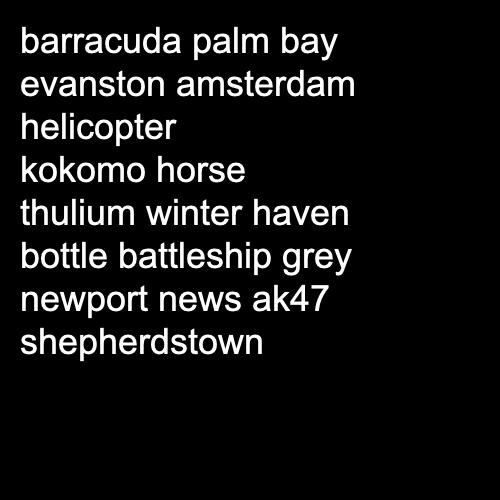 barracuda palm bay
evanston amsterdam
helicopter
kokomo horse
thulium winter haven
bottle battleship grey
newport news ak47
shepherdstown